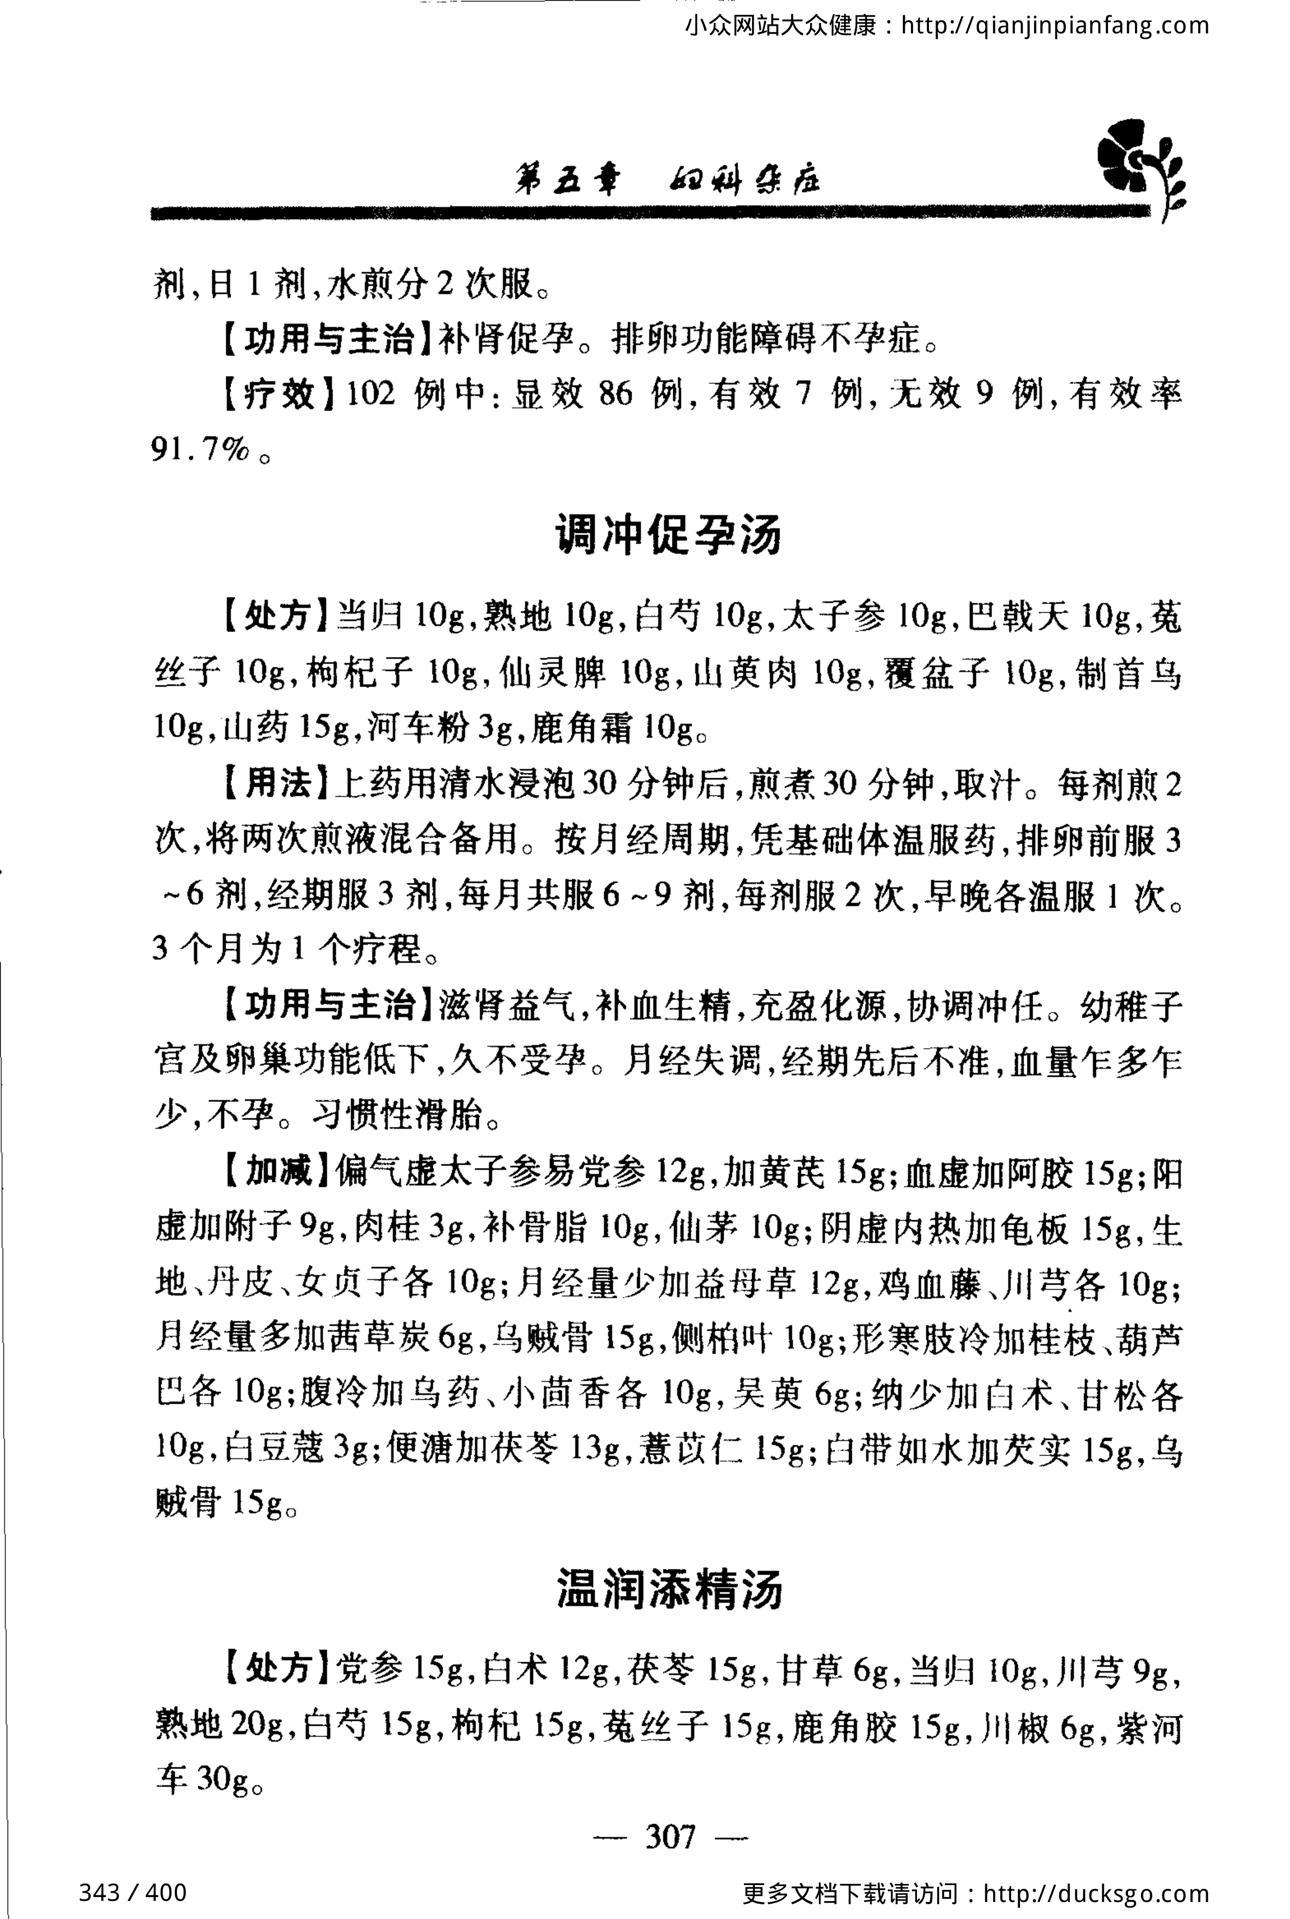 小众网站大众健康：http://qianjinpianfang.com
第五章 妇科杂症
剂,日1剂,水煎分2次服。
【功用与主治】补肾促孕。排卵功能障碍不孕症。
【疗效】102 例中:显效 86 例,有效 7 例,无效 9 例,有效率
91.7%。
调冲促孕汤
【处方】当归 10g,熟地 10g,白芍 10g,太子参 10g,巴戟天 10g,菟
丝子 10g,枸杞子 10g,仙灵脾 10g,山萸肉 10g,覆盆子 10g,制首乌
10g,山药 15g,河车粉 3g,鹿角霜 10g。
【用法】上药用清水浸泡30 分钟后,煎煮30 分钟,取汁。每剂煎2
次,将两次煎液混合备用。按月经周期,凭基础体温服药,排卵前服3
~6 剂,经期服3 剂,每月共服6~9 剂,每剂服2 次,早晚各温服1 次。
3 个月为1 个疗程。
【功用与主治】滋肾益气,补血生精,充盈化源,协调冲任。幼稚子
宫及卵巢功能低下,久不受孕。月经失调,经期先后不准,血量乍多乍
少,不孕。习惯性滑胎。
【加减】偏气虚太子参易党参 12g,加黄芪 15g;血虚加阿胶 15g;阳
虚加附子 9g,肉桂 3g,补骨脂 10g,仙茅 10g;阴虚内热加龟板 15g,生
地、丹皮、女贞子各 10g;月经量少加益母草 12g,鸡血藤、川芎各 10g;
月经量多加茜草炭 6g,乌贼骨 15g,侧柏叶 10g;形寒肢冷加桂枝、葫芦
巴各 10g;腹冷加乌药、小茴香各 10g,吴萸 6g;纳少加白术、甘松各
10g,白豆蔻 3g;便溏加茯苓 13g,薏苡仁 15g;白带如水加芡实 15g,乌
贼骨 15g。
温润添精汤
【处方】党参 15g,白术 12g,茯苓 15g,甘草 6g,当归 10g,川芎 9g,
熟地 20g,白芍 15g,枸杞 15g,菟丝子 15g,鹿角胶 15g,川椒 6g,紫河
车 30g。
— 307 —
343 / 400
更多文档下载请访问：http://ducksgo.com